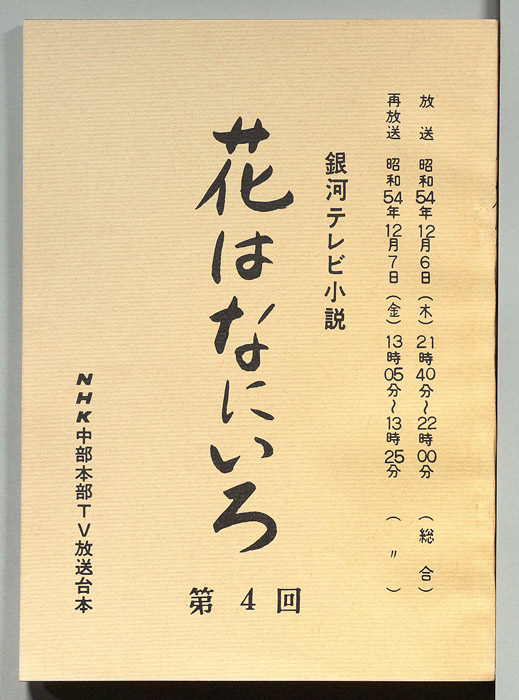 放送 昭和54年12月6日（木）21時40分～22時00分 （総合）
再放送 昭和54年12月7日（金）13時05分～13時25分 （〃）
銀河テレビ小説
花はなにいろ
第4回
NHK中部本部TV放送台本